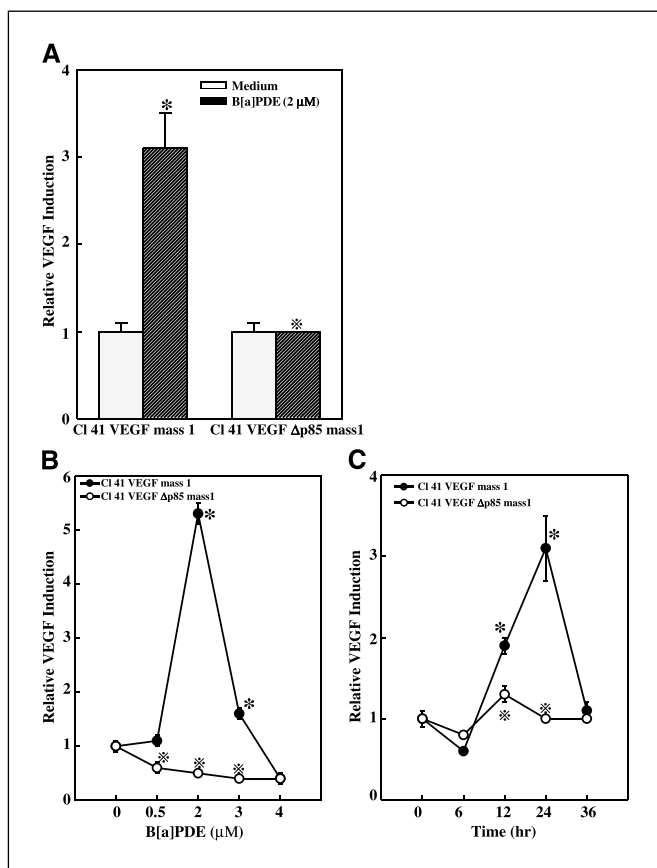 A
4
Medium
B[a]PDE (2 µM)
*
3
Relative VEGF Induction
2
1
※
0
Cl 41 VEGF mass 1 Cl 41 VEGF Δp85 mass1
B
6
Cl 41 VEGF mass 1
Cl 41 VEGF Δp85 mass1
5
*
4
Relative VEGF Induction
3
2
*
1
※ ※ ※
0
0 0.5 2 3 4
B[a]PDE (µM)
C
4
Cl 41 VEGF mass 1
Cl 41 VEGF Δp85 mass1
3
*
Relative VEGF Induction
2
*
1
※ ※
0
0 6 12 24 36
Time (hr)